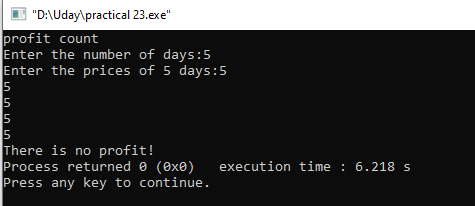 "D:\Uday\practical 23.exe"
profit count
Enter the number of days:5
Enter the prices of 5 days:5
5
5
5
5
There is no profit!
Process returned 0 (0x0)   execution time : 6.218 s
Press any key to continue.